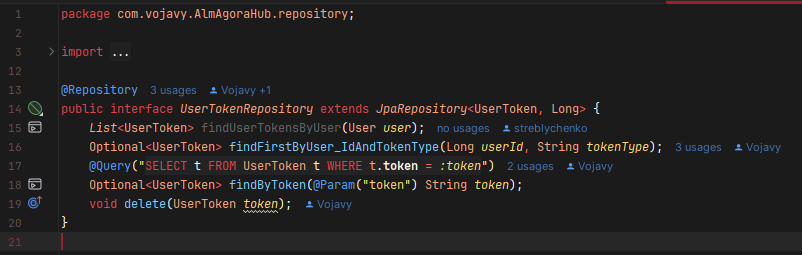 1 package com.vojavy.AlmAgoraHub.repository;
2
3 import ...
12
13 @Repository 3 usages Vojavy +1
14 public interface UserTokenRepository extends JpaRepository<UserToken, Long> {
15 List<UserToken> findUserTokensByUser(User user); no usages streblychenko
16 Optional<UserToken> findFirstByUser_IdAndTokenType(Long userId, String tokenType); 3 usages Vojavy
17 @Query("SELECT t FROM UserToken t WHERE t.token = :token") 2 usages Vojavy
18 Optional<UserToken> findByToken(@Param("token") String token);
19 void delete(UserToken token); Vojavy
20 }
21